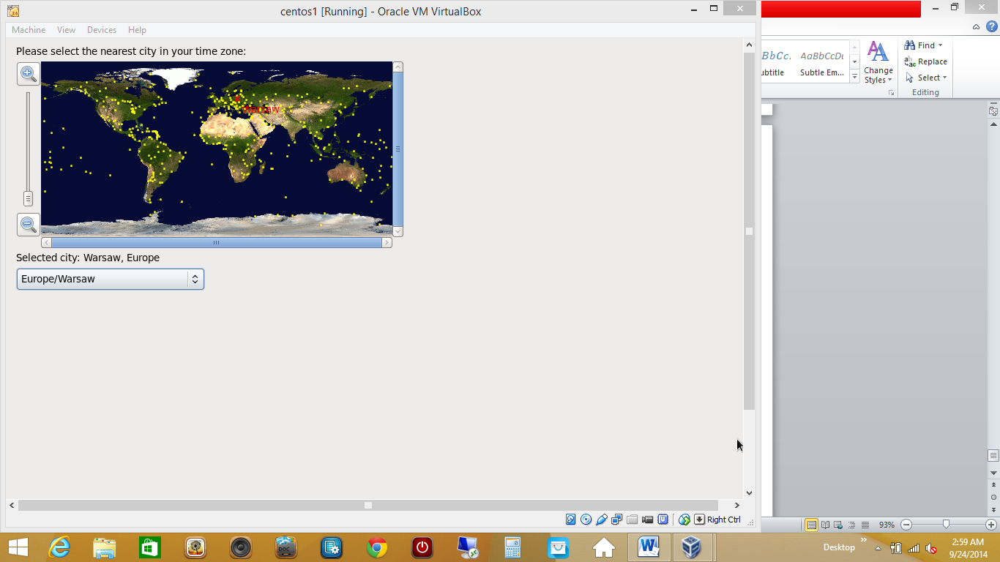 centos1 [Running] - Oracle VM VirtualBox
Machine View Devices Help
Please select the nearest city in your time zone:
Warsaw
Selected city: Warsaw, Europe
Europe/Warsaw
Right Ctrl
AaBbCcDc
ubtitle
Subtle Em...
Change
Styles
Find
Replace
Select
Editing
93%
DOC
W
Desktop
2:59 AM
9/24/2014